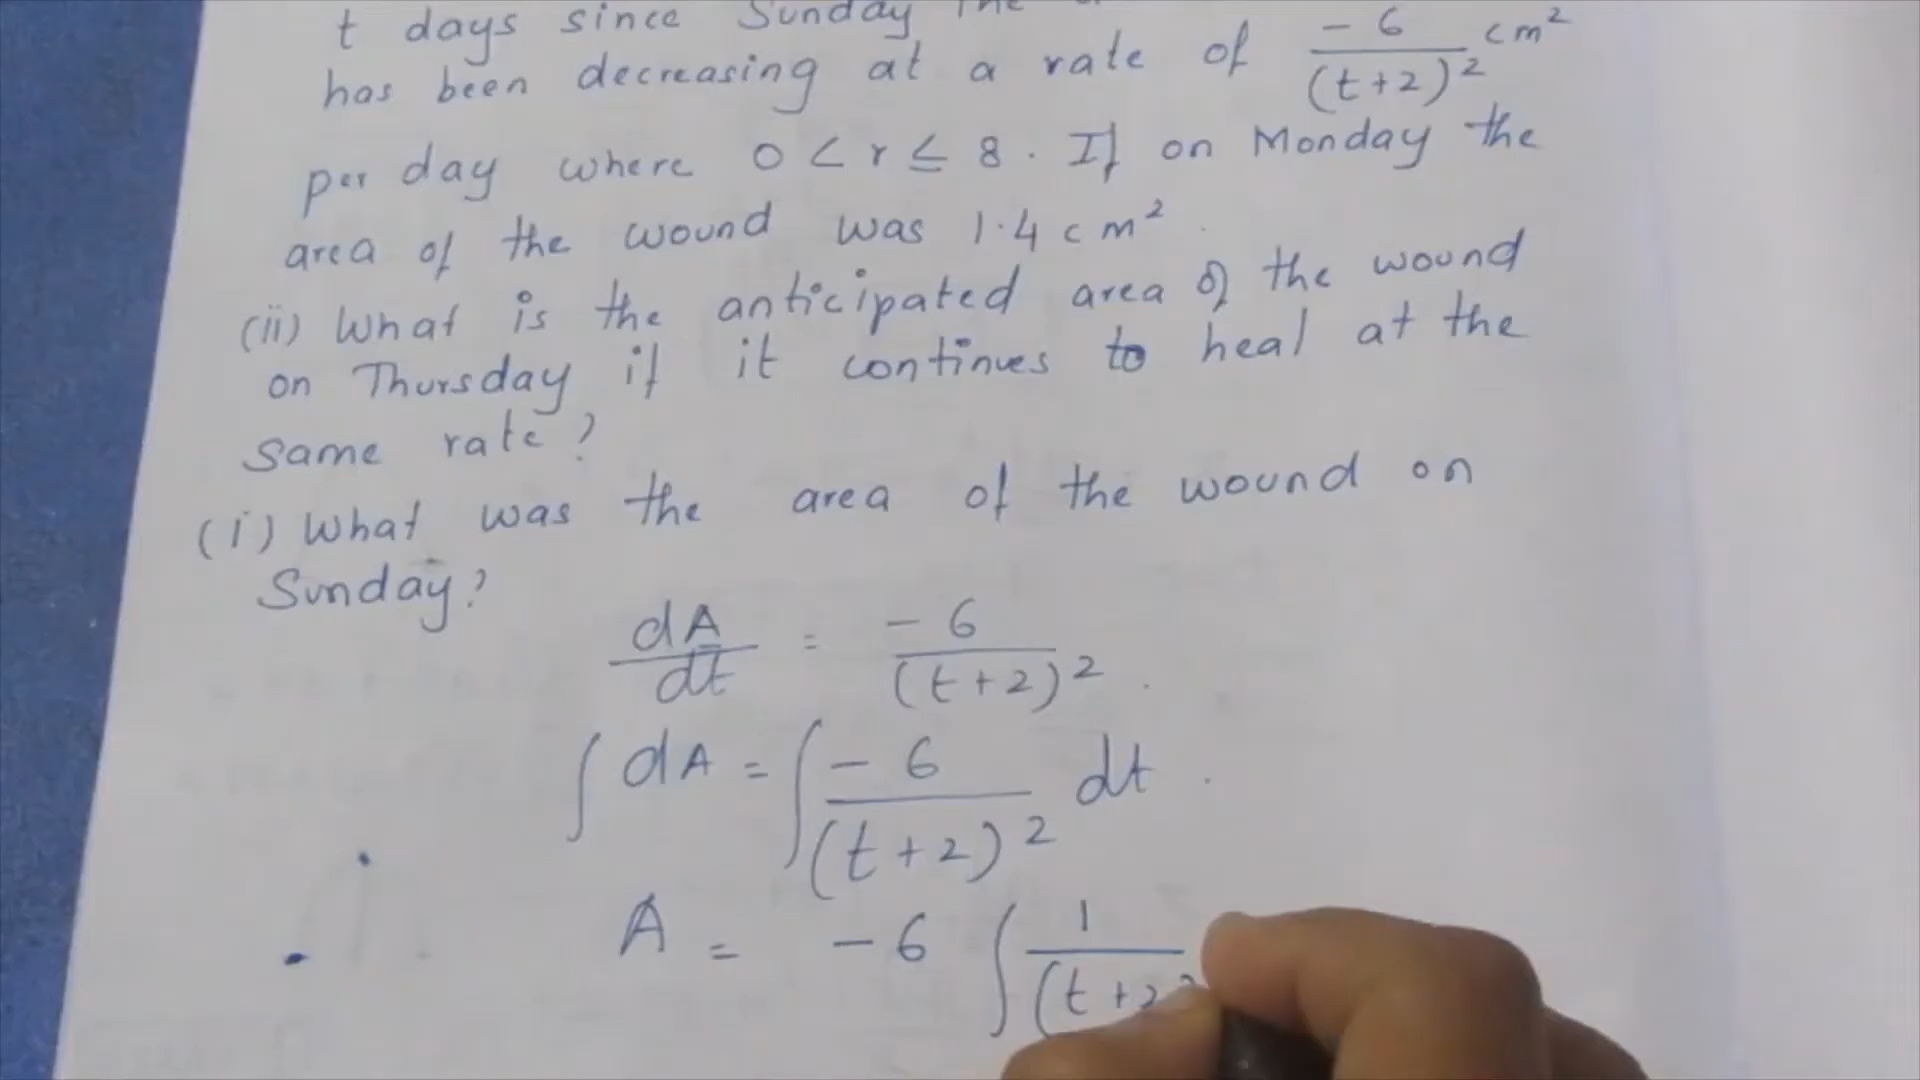 t days since Sunday the
has been decreasing at a rate of -6/(t+2)² cm²
per day where 0 < r ≤ 8. If on Monday the
area of the wound was 1.4 cm²
(ii) What is the anticipated area of the wound
on Thursday if it continues to heal at the
same rate?
(i) What was the area of the wound on
Sunday?
dA/dt = -6/(t+2)².
∫ dA = ∫ -6/(t+2)² dt.
A = -6 ∫ 1/(t+2